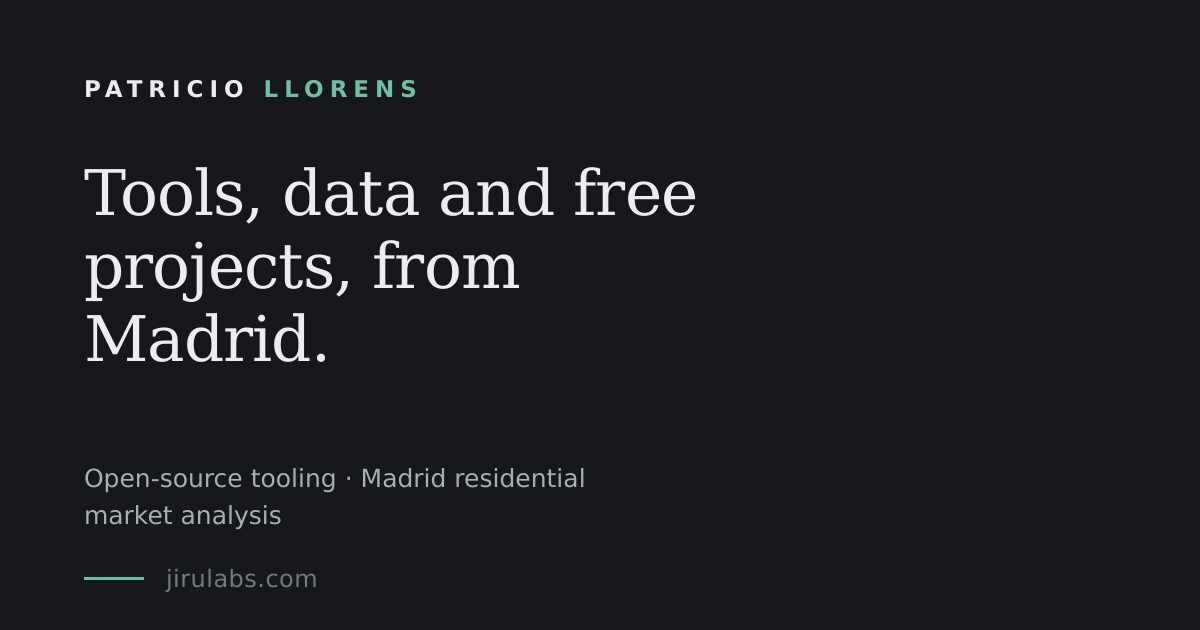 PATRICIO LLORENS
Tools, data and free
projects, from
Madrid.
Open-source tooling · Madrid residential
market analysis
jirulabs.com